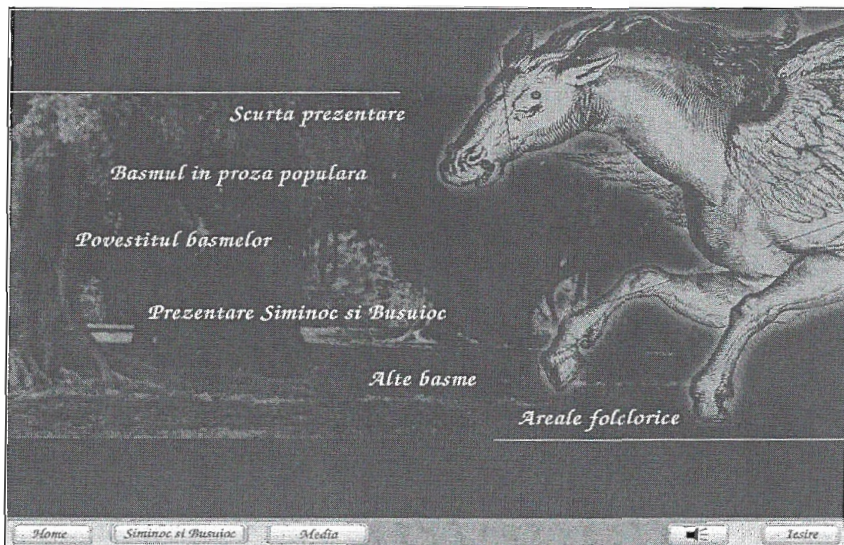 Scurta prezentare
Basmul in proza populara
Povestitul basmelor
Prezentare Siminoc si Busuioc
Alte basme
Areale folclorice
Home
Siminoc si Busuioc
Media
Iesire